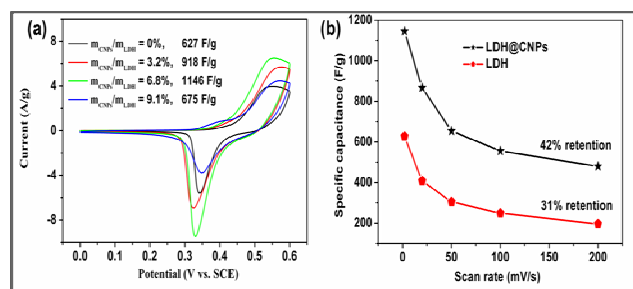 (a)
m_CNPs/m_LDH=0%, 627 F/g
m_CNPs/m_LDH=3.2%, 918 F/g
m_CNPs/m_LDH=6.8%, 1146 F/g
m_CNPs/m_LDH=9.1%, 675 F/g
Current (A/g)
8
4
0
-4
-8
0.0 0.1 0.2 0.3 0.4 0.5 0.6
Potential (V vs. SCE)
(b)
LDH@CNPs
LDH
42% retention
31% retention
Specific capacitance (F/g)
1200
1000
800
600
400
200
0 50 100 150 200
Scan rate (mV/s)